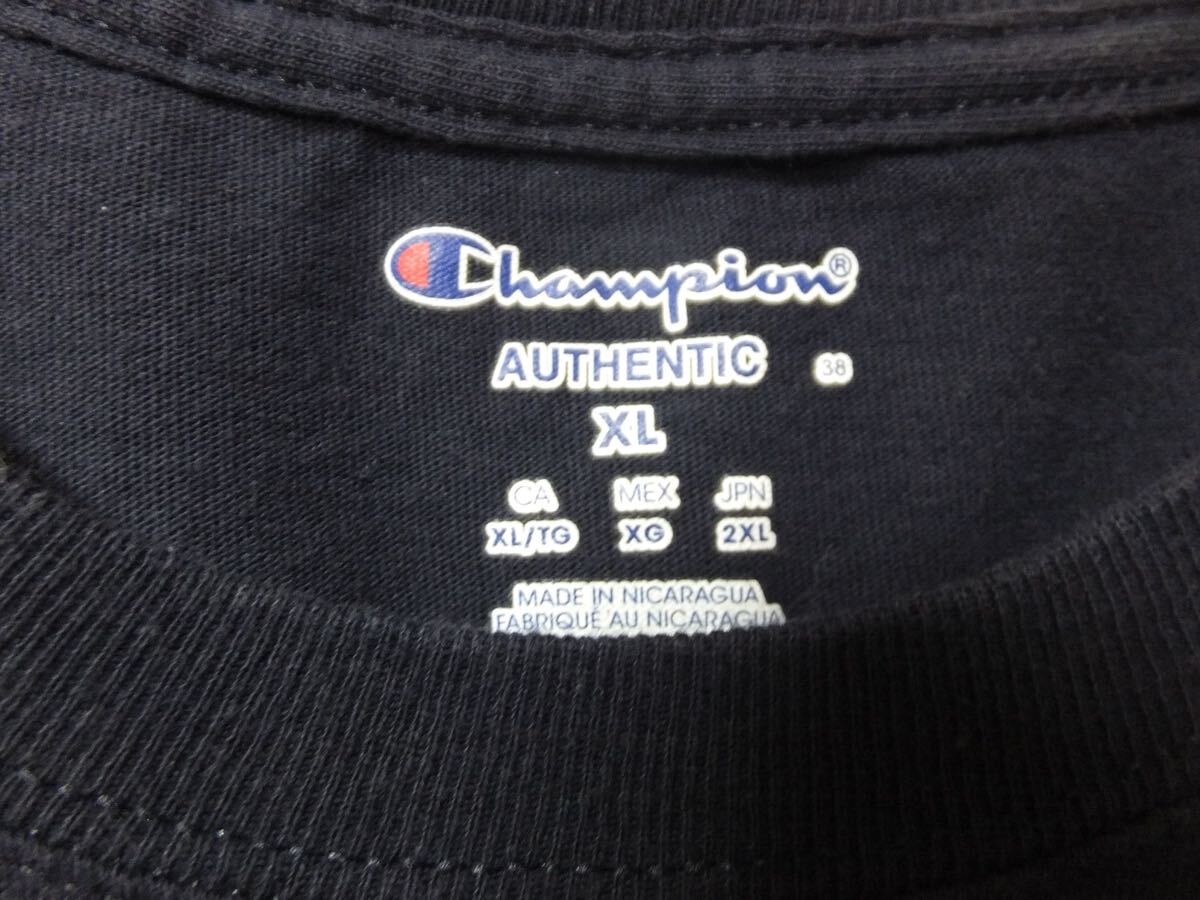 Champion®
AUTHENTIC 38
XL
CA MEX JPN
XL/TG XG 2XL
MADE IN NICARAGUA
FABRIQUÉ AU NICARAGUA